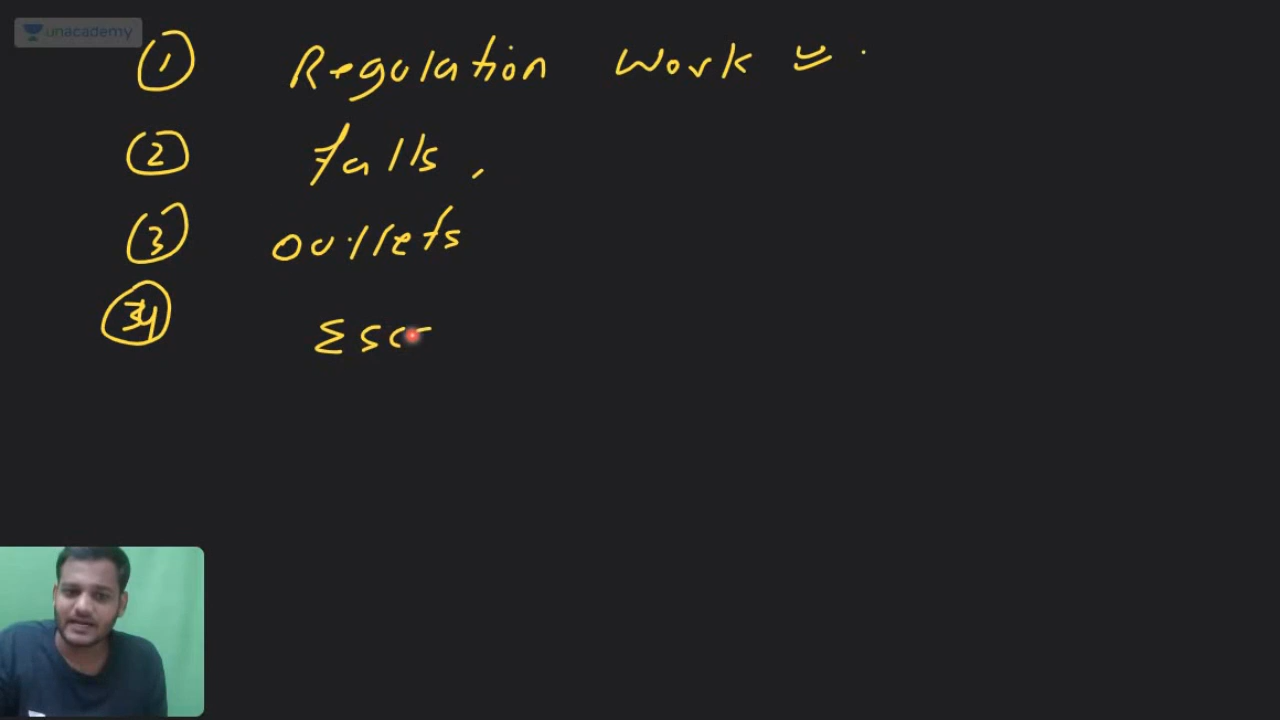 unacademy
① Regulation Work
② falls,
③ outlets
④ Esc